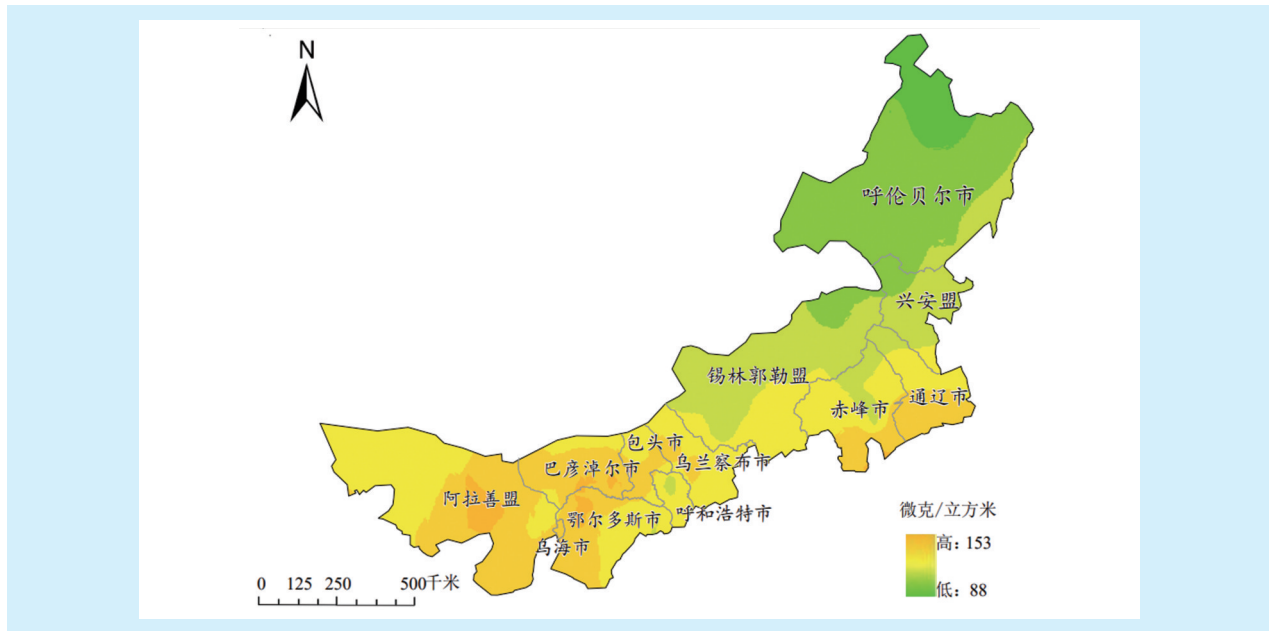 N
呼伦贝尔市
兴安盟
锡林郭勒盟
通辽市
赤峰市
包头市
乌兰察布市
巴彦淖尔市
阿拉善盟
鄂尔多斯市
呼和浩特市
乌海市
微克/立方米
高: 153
低: 88
0 125 250 500千米